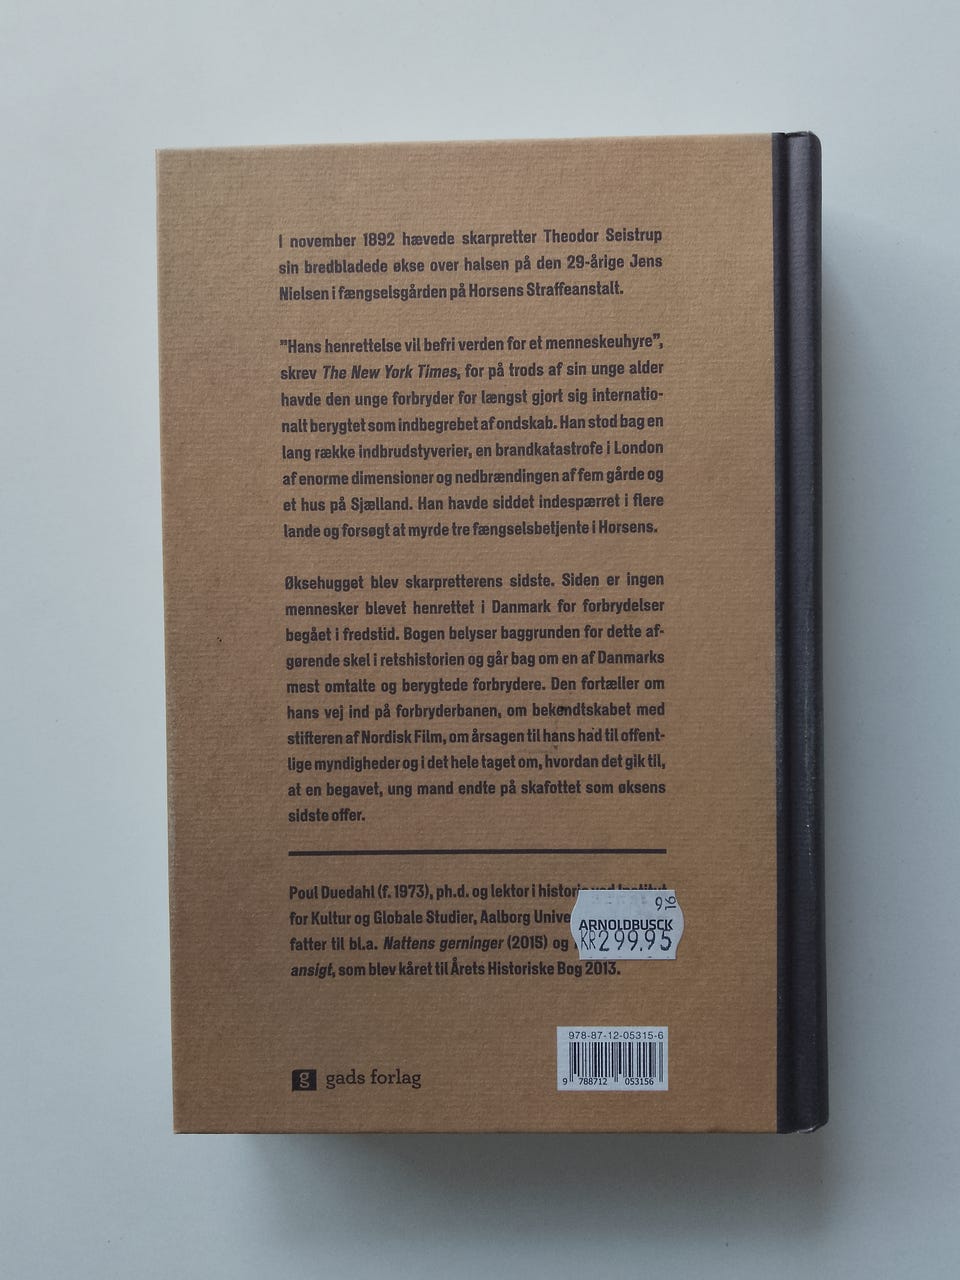 I november 1892 hævede skarpretter Theodor Seistrup
sin bredbladede økse over halsen på den 29-årige Jens
Nielsen i fængselsgården på Horsens Straffeanstalt.
”Hans henrettelse vil befri verden for et menneskeuhyre”,
skrev The New York Times, for på trods af sin unge alder
havde den unge forbryder for længst gjort sig internatio-
nalt berygtet som indbegrebet af ondskab. Han stod bag en
lang række indbrudstyverier, en brandkatastrofe i London
af enorme dimensioner og nedbrændingen af fem gårde og
et hus på Sjælland. Han havde siddet indespærret i flere
lande og forsøgt at myrde tre fængselsbetjente i Horsens.
Øksehugget blev skarpretterens sidste. Siden er ingen
mennesker blevet henrettet i Danmark for forbrydelser
begået i fredstid. Bogen belyser baggrunden for dette af-
gørende skel i retshistorien og går bag om en af Danmarks
mest omtalte og berygtede forbrydere. Den fortæller om
hans vej ind på forbryderbanen, om bekendtskabet med
stifteren af Nordisk Film, om årsagen til hans had til offent-
lige myndigheder og i det hele taget om, hvordan det gik til,
at en begavet, ung mand endte på skafottet som øksens
sidste offer.
Poul Duedahl (f. 1973), ph.d. og lektor i historie ved Institut
for Kultur og Globale Studier, Aalborg Unive
fatter til bl.a. Nattens gerninger (2015) og
ansigt, som blev kåret til Årets Historiske Bog 2013.
9 16
ARNOLDBUSCK
KR299.95
978-87-12-05315-6
9 788712 053156
g gads forlag